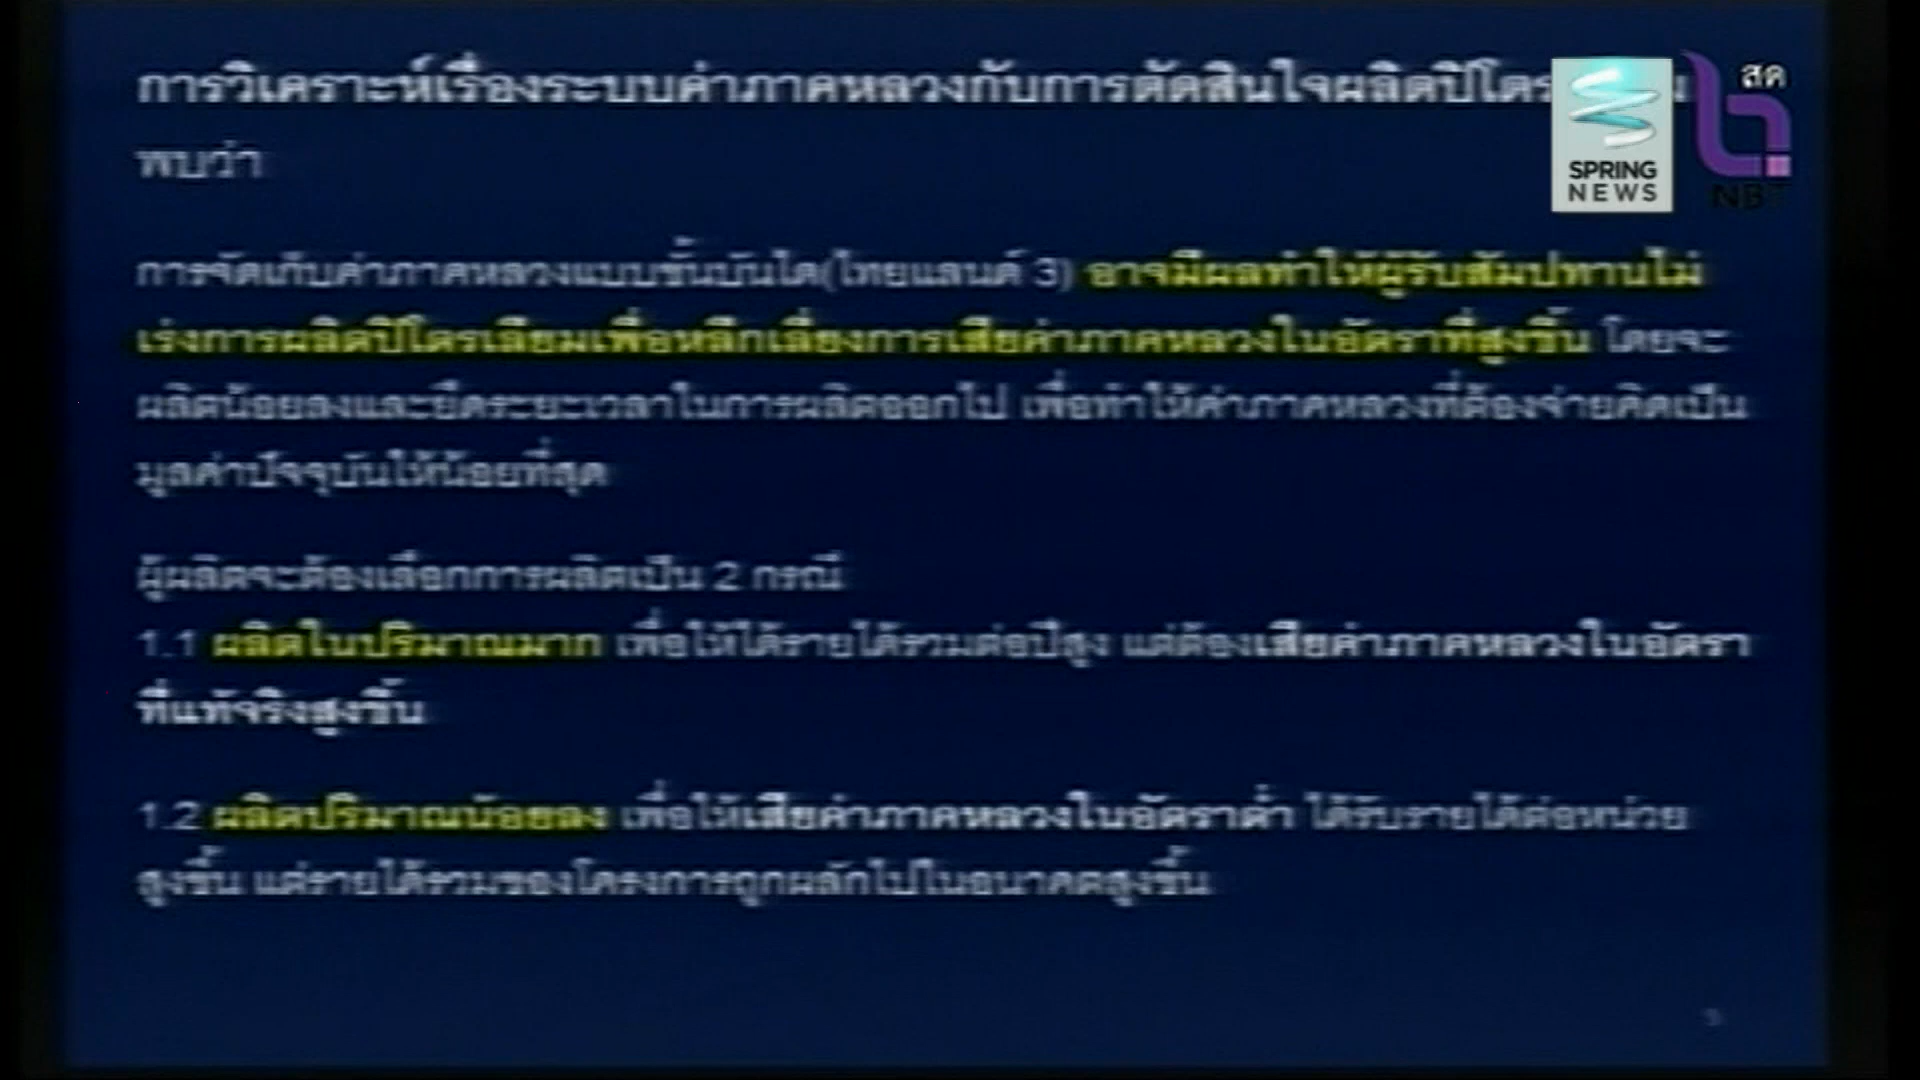 การวิเคราะห์เรื่องระบบค่าภาคหลวงกับการตัดสินใจผลิตปิโตร
พบว่า
สด
SPRING
NEWS
NBT
การจัดเก็บค่าภาคหลวงแบบขั้นบันได(ไทยแลนด์ 3) อาจมีผลทำให้ผู้รับสัมปทานไม่
เร่งการผลิตปิโตรเลียมเพื่อหลีกเลี่ยงการเสียค่าภาคหลวงในอัตราที่สูงขึ้น โดยจะ
ผลิตน้อยลงและยืดระยะเวลาในการผลิตออกไป เพื่อทำให้ค่าภาคหลวงที่ต้องจ่ายคิดเป็น
มูลค่าปัจจุบันให้น้อยที่สุด
ผู้ผลิตจะต้องเลือกการผลิตเป็น 2 กรณี
1.1 ผลิตในปริมาณมาก เพื่อให้ได้รายได้รวมต่อปีสูง แต่ต้องเสียค่าภาคหลวงในอัตรา
ที่แท้จริงสูงขึ้น
1.2 ผลิตปริมาณน้อยลง เพื่อให้เสียค่าภาคหลวงในอัตราต่ำ ได้รับรายได้ต่อหน่วย
สูงขึ้น แต่รายได้รวมของโครงการถูกผลักไปในอนาคตสูงขึ้น